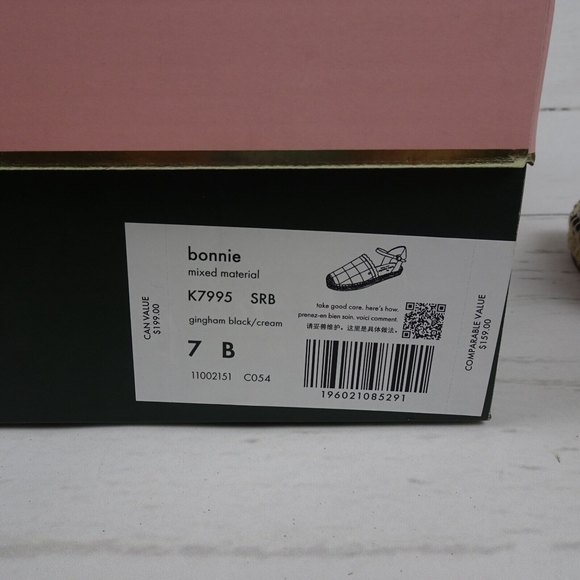 CAN VALUE
$199.00
bonnie
mixed material
K7995 SRB
gingham black/cream
7 B
11002151 C054
take good care. here's how.
prenez-en bien soin. voici comment.
请妥善维护。这里是具体做法。
196021085291
COMPARABLE VALUE
$159.00